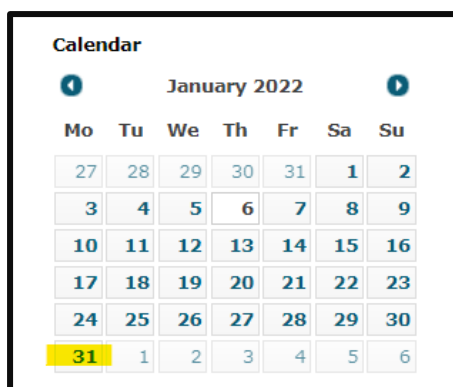 Calendar
January 2022
Mo Tu We Th Fr Sa Su
27 28 29 30 31 1 2
3 4 5 6 7 8 9
10 11 12 13 14 15 16
17 18 19 20 21 22 23
24 25 26 27 28 29 30
31 1 2 3 4 5 6